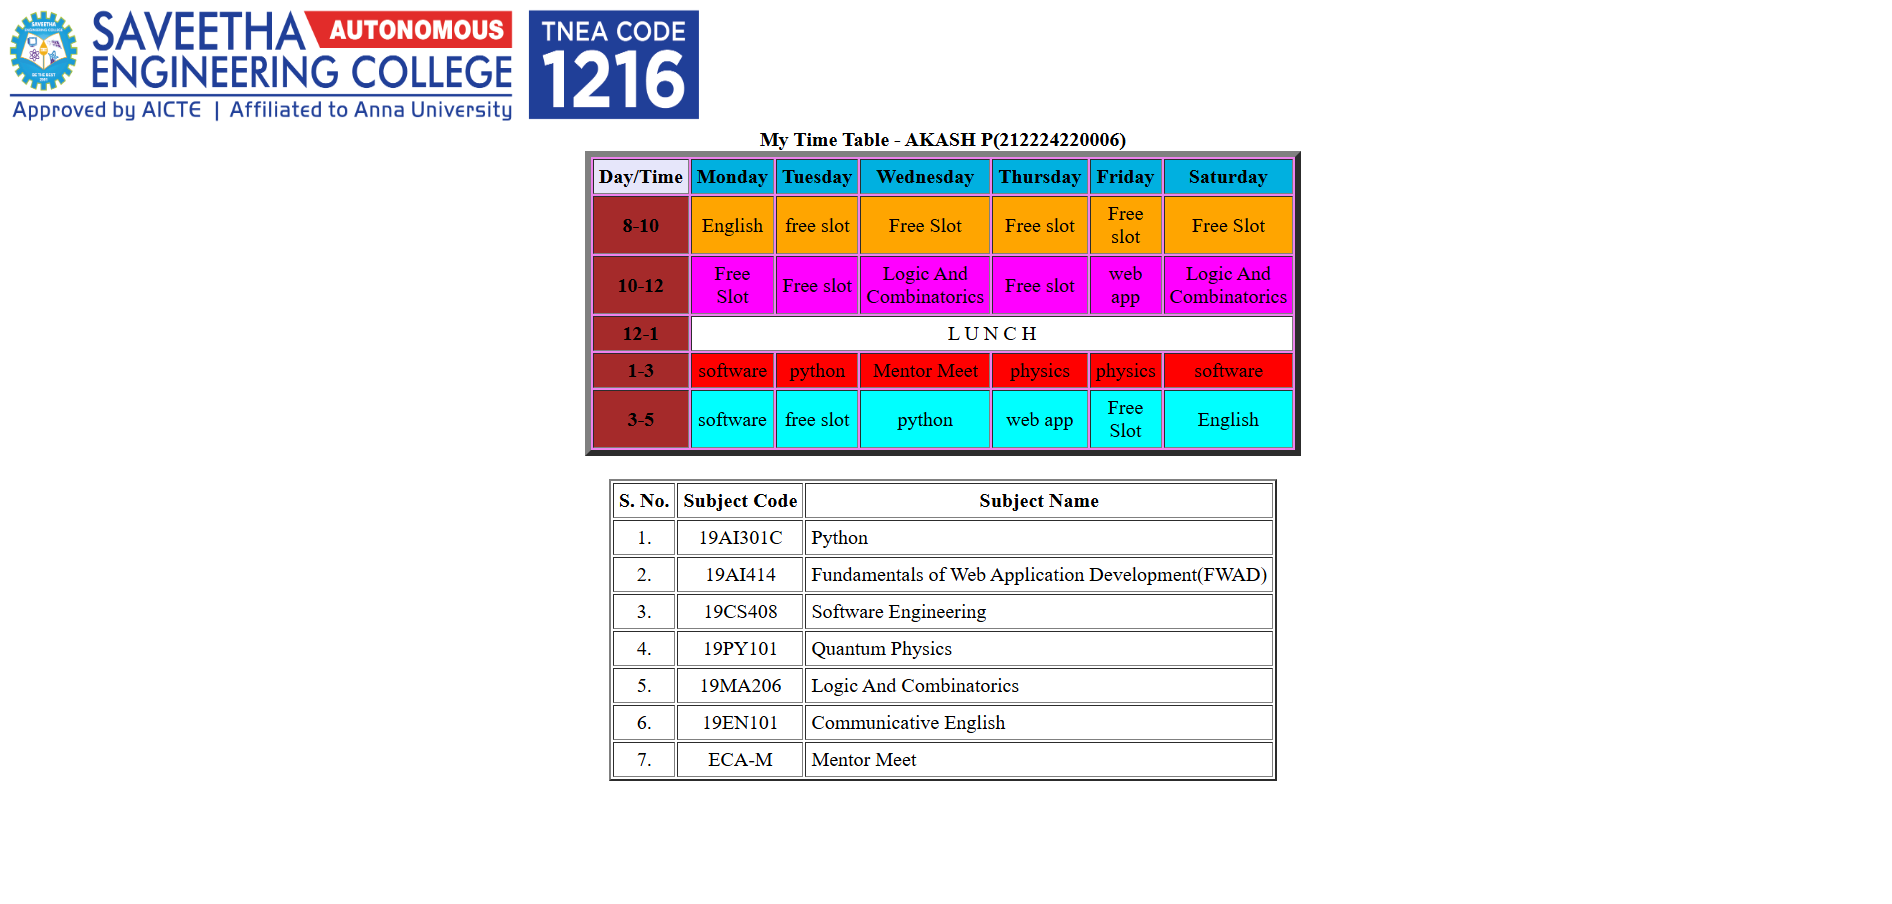 SAVEETHA AUTONOMOUS
ENGINEERING COLLEGE
Approved by AICTE | Affiliated to Anna University
TNEA CODE
1216
My Time Table - AKASH P(212224220006)
Day/Time Monday Tuesday Wednesday Thursday Friday Saturday
8-10 English free slot Free Slot Free slot Free slot Free Slot
10-12 Free Slot Free slot Logic And Combinatorics Free slot web app Logic And Combinatorics
12-1 L U N C H
1-3 software python Mentor Meet physics physics software
3-5 software free slot python web app Free Slot English
S. No. Subject Code Subject Name
1. 19AI301C Python
2. 19AI414 Fundamentals of Web Application Development(FWAD)
3. 19CS408 Software Engineering
4. 19PY101 Quantum Physics
5. 19MA206 Logic And Combinatorics
6. 19EN101 Communicative English
7. ECA-M Mentor Meet